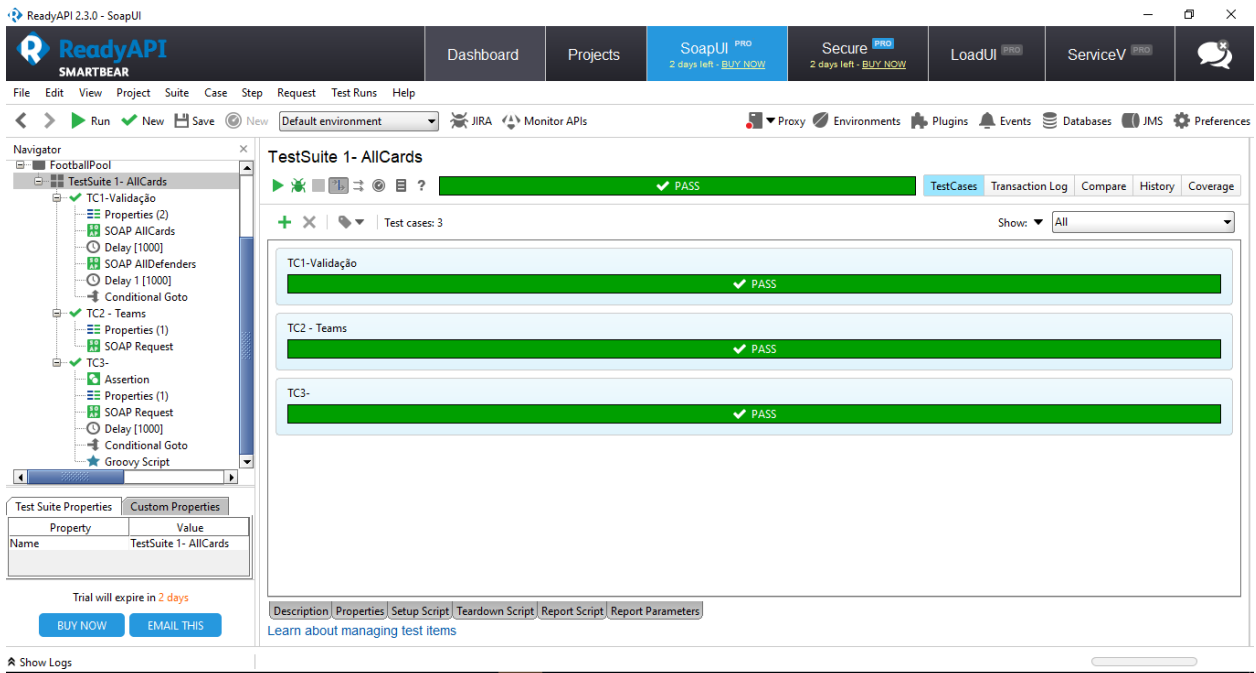 ReadyAPI 2.3.0 - SoapUI
ReadyAPI
SMARTBEAR
Dashboard
Projects
SoapUI PRO
2 days left - BUY NOW
Secure PRO
2 days left - BUY NOW
LoadUI PRO
ServiceV PRO
File Edit View Project Suite Case Step Request Test Runs Help
Run New Save New Default environment JIRA Monitor APIs Proxy Environments Plugins Events Databases JMS Preferences
Navigator
FootballPool
TestSuite 1- AllCards
TC1-Validação
Properties (2)
SOAP AllCards
Delay [1000]
SOAP AllDefenders
Delay 1 [1000]
Conditional Goto
TC2 - Teams
Properties (1)
SOAP Request
TC3-
Assertion
Properties (1)
SOAP Request
Delay [1000]
Conditional Goto
Groovy Script
Test Suite Properties Custom Properties
Property Value
Name TestSuite 1- AllCards
Trial will expire in 2 days
BUY NOW EMAIL THIS
Show Logs
TestSuite 1- AllCards
PASS
TestCases Transaction Log Compare History Coverage
Test cases: 3
Show: All
TC1-Validação
PASS
TC2 - Teams
PASS
TC3-
PASS
Description Properties Setup Script Teardown Script Report Script Report Parameters
Learn about managing test items